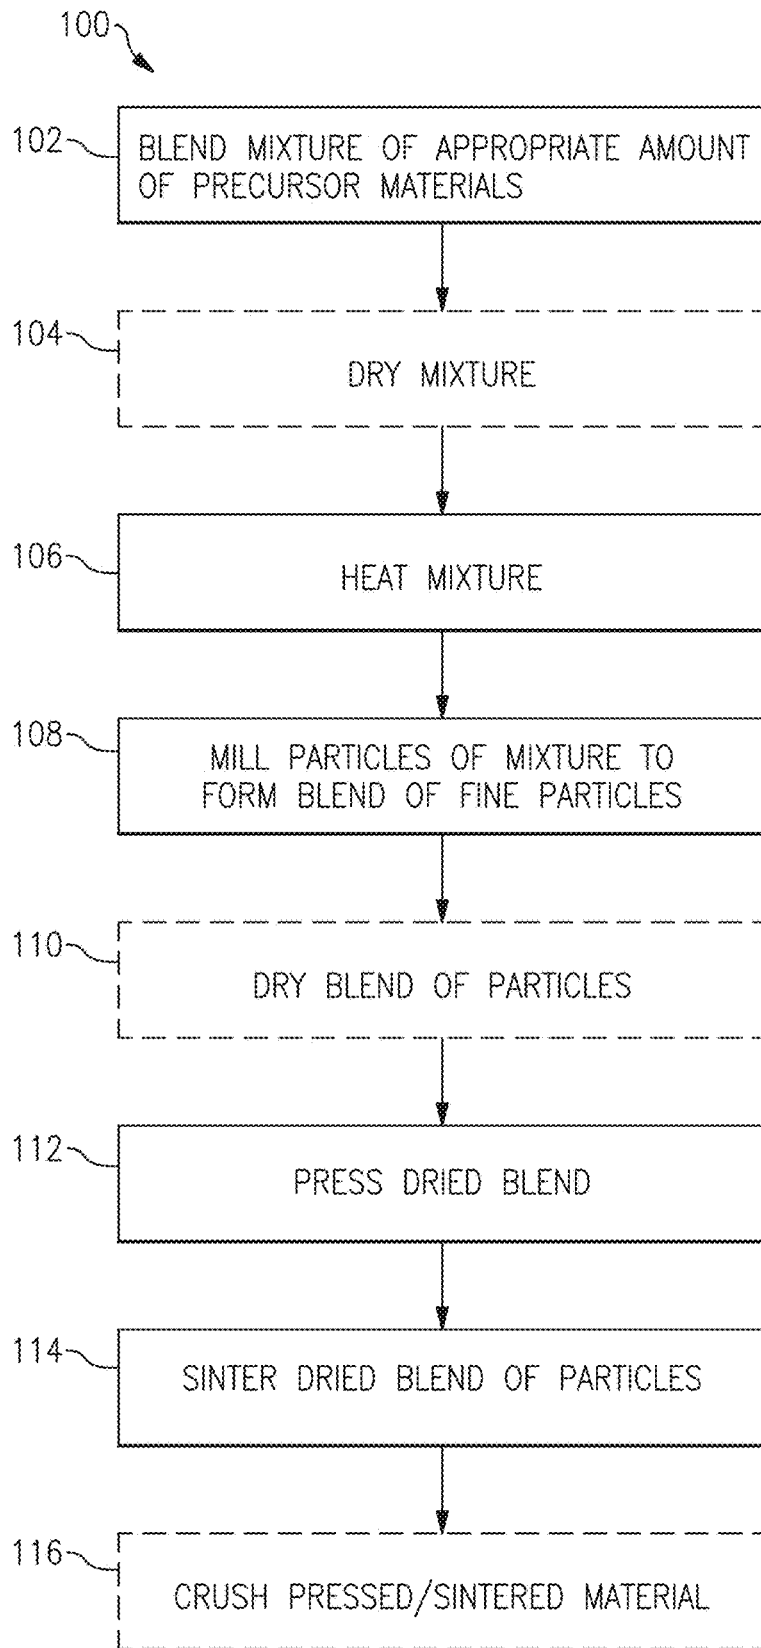 100
102
BLEND MIXTURE OF APPROPRIATE AMOUNT
OF PRECURSOR MATERIALS
104
DRY MIXTURE
106
HEAT MIXTURE
108
MILL PARTICLES OF MIXTURE TO
FORM BLEND OF FINE PARTICLES
110
DRY BLEND OF PARTICLES
112
PRESS DRIED BLEND
114
SINTER DRIED BLEND OF PARTICLES
116
CRUSH PRESSED/SINTERED MATERIAL